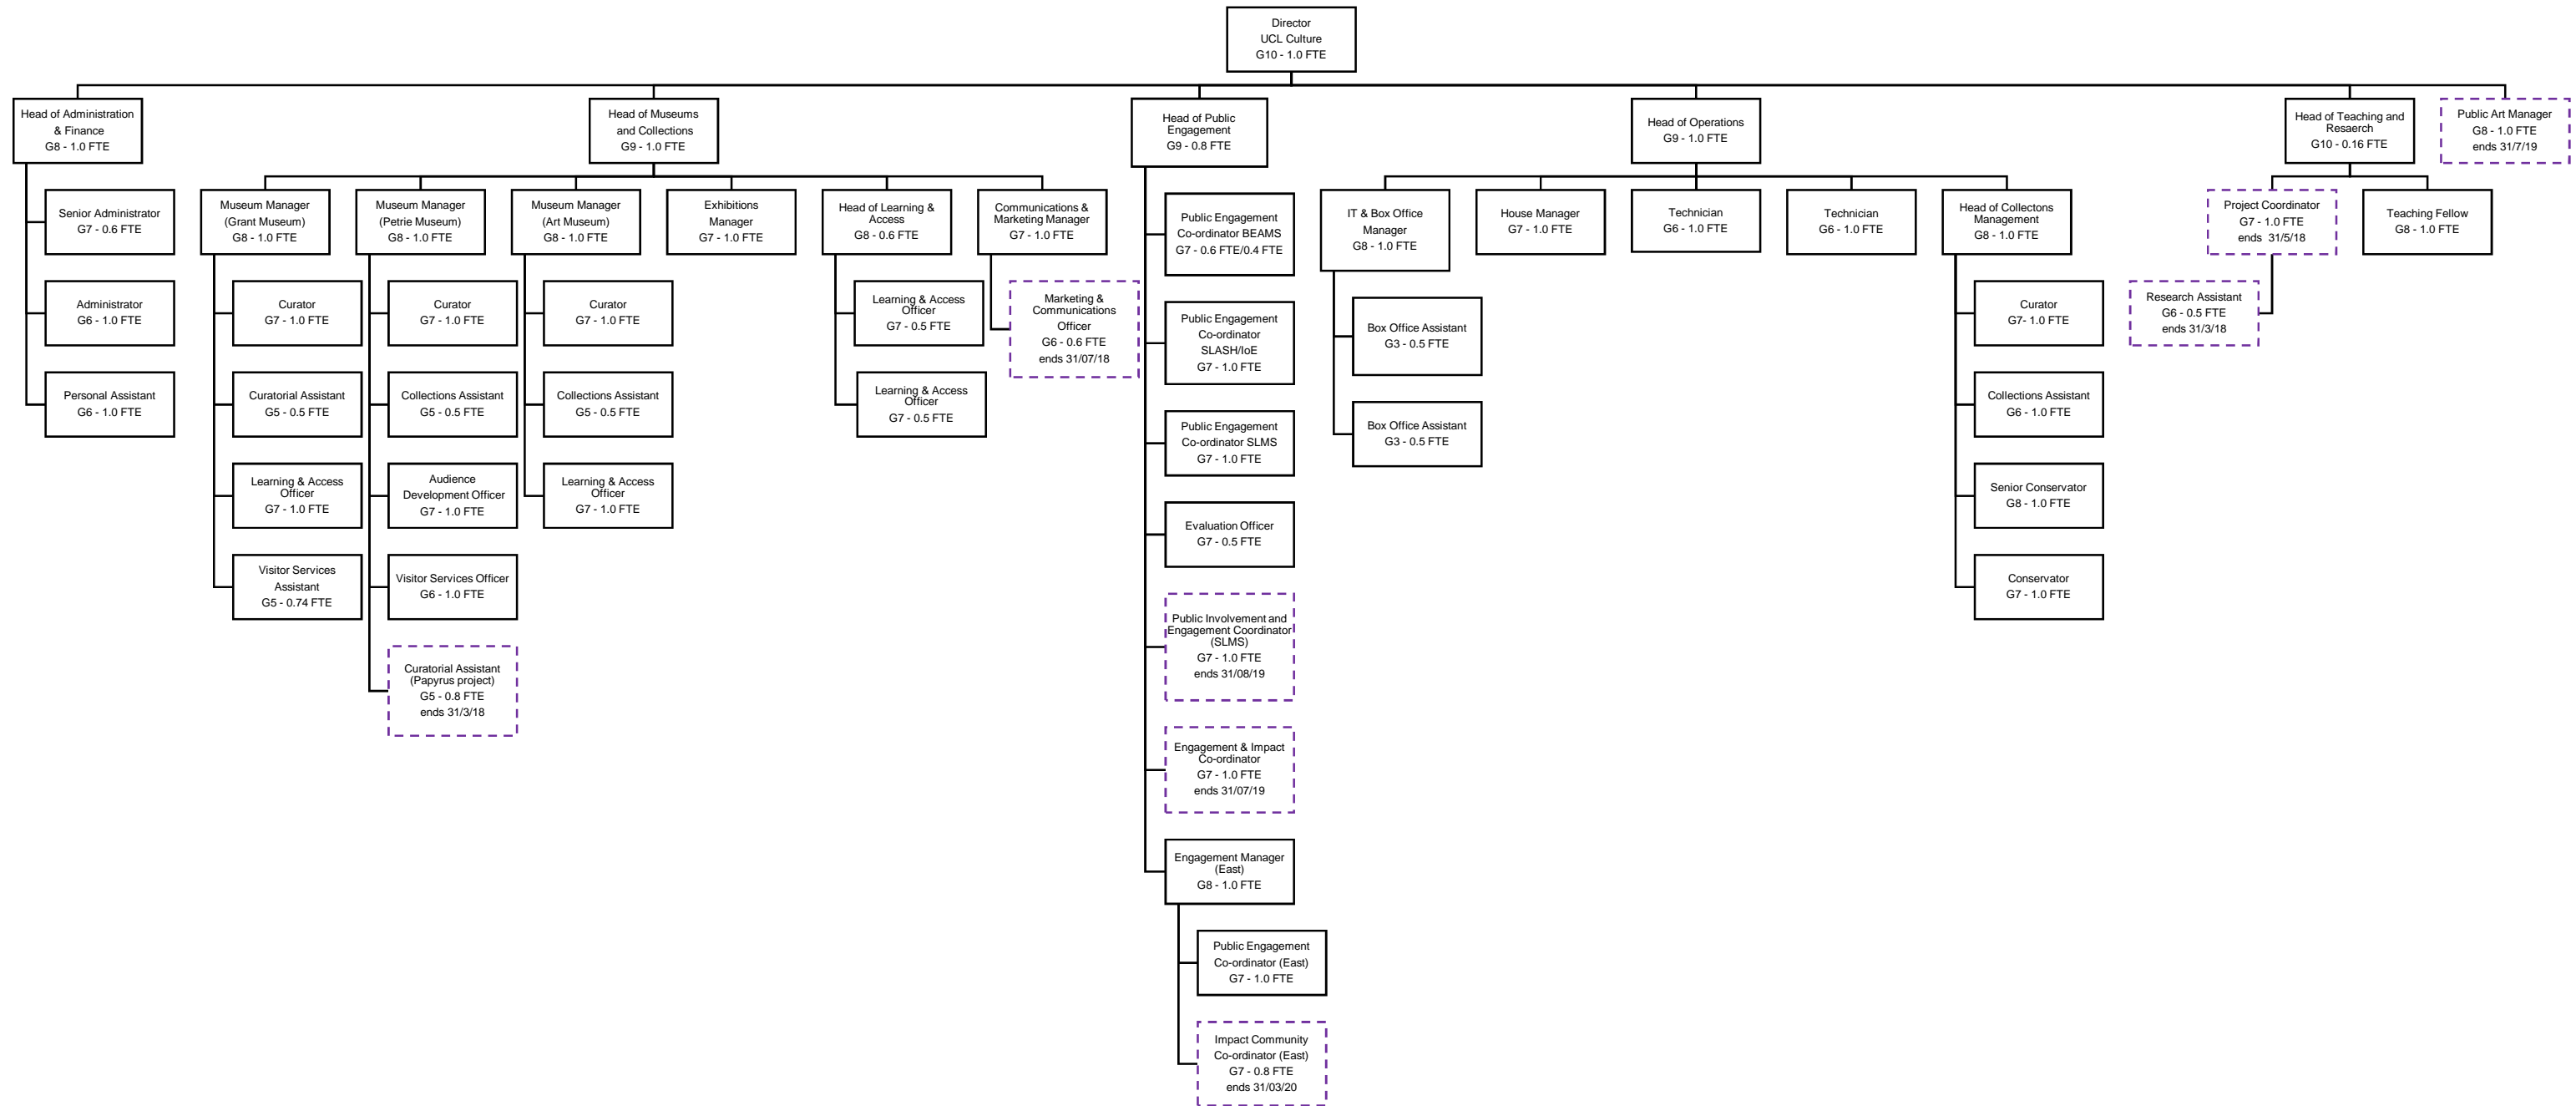 Director
UCL Culture
G10 - 1.0 FTE
Head of Administration
& Finance
G8 - 1.0 FTE
Head of Museums
and Collections
G9 - 1.0 FTE
Head of Public
Engagement
G9 - 0.8 FTE
Head of Operations
G9 - 1.0 FTE
Head of Teaching and
Resaerch
G10 - 0.16 FTE
Public Art Manager
G8 - 1.0 FTE
ends 31/7/19
Senior Administrator
G7 - 0.6 FTE
Administrator
G6 - 1.0 FTE
Personal Assistant
G6 - 1.0 FTE
Museum Manager
(Grant Museum)
G8 - 1.0 FTE
Curator
G7 - 1.0 FTE
Curatorial Assistant
G5 - 0.5 FTE
Learning & Access
Officer
G7 - 1.0 FTE
Visitor Services
Assistant
G5 - 0.74 FTE
Museum Manager
(Petrie Museum)
G8 - 1.0 FTE
Curator
G7 - 1.0 FTE
Collections Assistant
G5 - 0.5 FTE
Audience
Development Officer
G7 - 1.0 FTE
Visitor Services Officer
G6 - 1.0 FTE
Curatorial Assistant
(Papyrus project)
G5 - 0.8 FTE
ends 31/3/18
Museum Manager
(Art Museum)
G8 - 1.0 FTE
Curator
G7 - 1.0 FTE
Collections Assistant
G5 - 0.5 FTE
Learning & Access
Officer
G7 - 1.0 FTE
Exhibitions
Manager
G7 - 1.0 FTE
Head of Learning &
Access
G8 - 0.6 FTE
Learning & Access
Officer
G7 - 0.5 FTE
Learning & Access
Officer
G7 - 0.5 FTE
Communications &
Marketing Manager
G7 - 1.0 FTE
Marketing &
Communications
Officer
G6 - 0.6 FTE
ends 31/07/18
Public Engagement
Co-ordinator BEAMS
G7 - 0.6 FTE/0.4 FTE
Public Engagement
Co-ordinator
SLASH/IoE
G7 - 1.0 FTE
Public Engagement
Co-ordinator SLMS
G7 - 1.0 FTE
Evaluation Officer
G7 - 0.5 FTE
Public Involvement and
Engagement Coordinator
(SLMS)
G7 - 1.0 FTE
ends 31/08/19
Engagement & Impact
Co-ordinator
G7 - 1.0 FTE
ends 31/07/19
Engagement Manager
(East)
G8 - 1.0 FTE
Public Engagement
Co-ordinator (East)
G7 - 1.0 FTE
Impact Community
Co-ordinator (East)
G7 - 0.8 FTE
ends 31/03/20
IT & Box Office
Manager
G8 - 1.0 FTE
Box Office Assistant
G3 - 0.5 FTE
Box Office Assistant
G3 - 0.5 FTE
House Manager
G7 - 1.0 FTE
Technician
G6 - 1.0 FTE
Technician
G6 - 1.0 FTE
Head of Collectons
Management
G8 - 1.0 FTE
Curator
G7- 1.0 FTE
Collections Assistant
G6 - 1.0 FTE
Senior Conservator
G8 - 1.0 FTE
Conservator
G7 - 1.0 FTE
Project Coordinator
G7 - 1.0 FTE
ends 31/5/18
Research Assistant
G6 - 0.5 FTE
ends 31/3/18
Teaching Fellow
G8 - 1.0 FTE